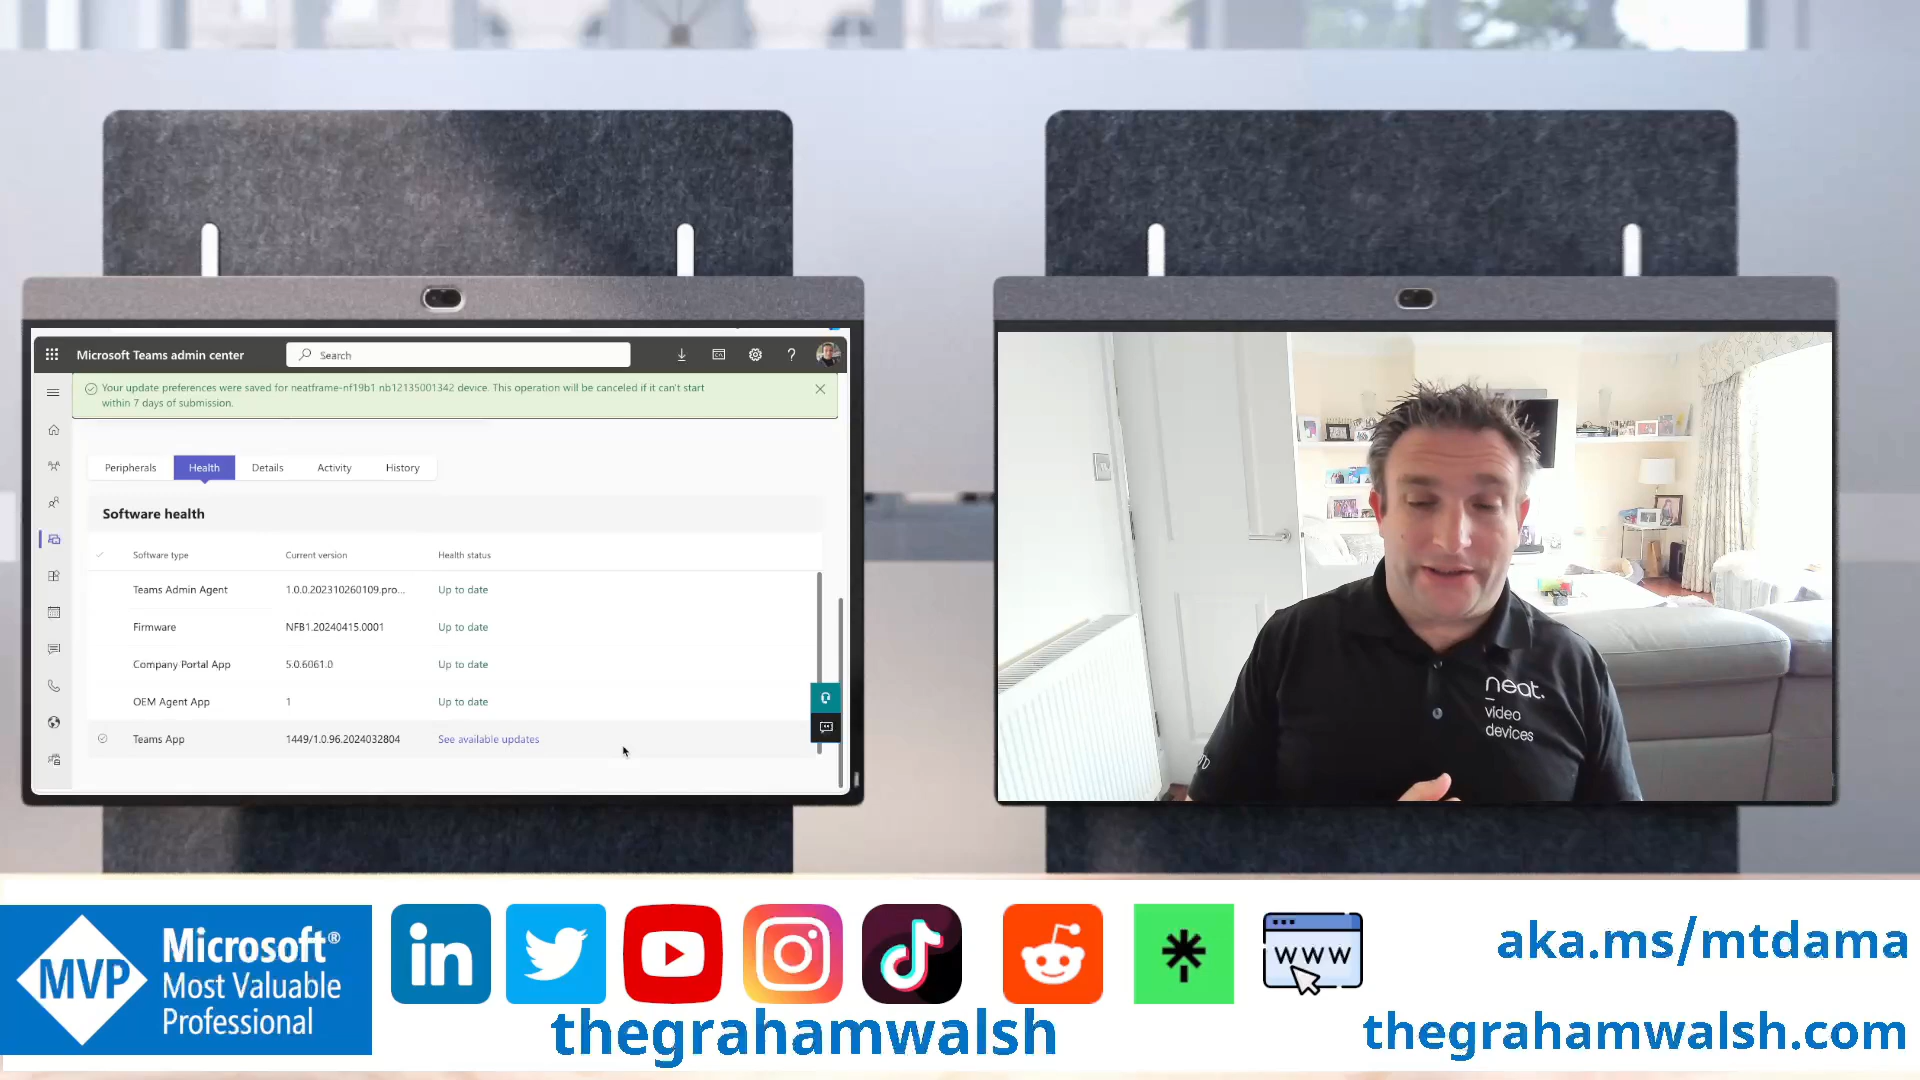 Microsoft Teams admin center
Search
?
Your update preferences were saved for neatframe-nf19b1 nb12135001342 device. This operation will be canceled if it can't start
within 7 days of submission.
Peripherals
Health
Details
Activity
History
Software health
Software type Current version Health status
Teams Admin Agent 1.0.0.202310260109.pro... Up to date
Firmware NFB1.20240415.0001 Up to date
Company Portal App 5.0.6061.0 Up to date
OEM Agent App 1 Up to date
Teams App 1449/1.0.96.2024032804 See available updates
neat.
video
devices
MVP
Microsoft®
Most Valuable
Professional
in
WWW
aka.ms/mtdama
thegrahamwalsh
thegrahamwalsh.com